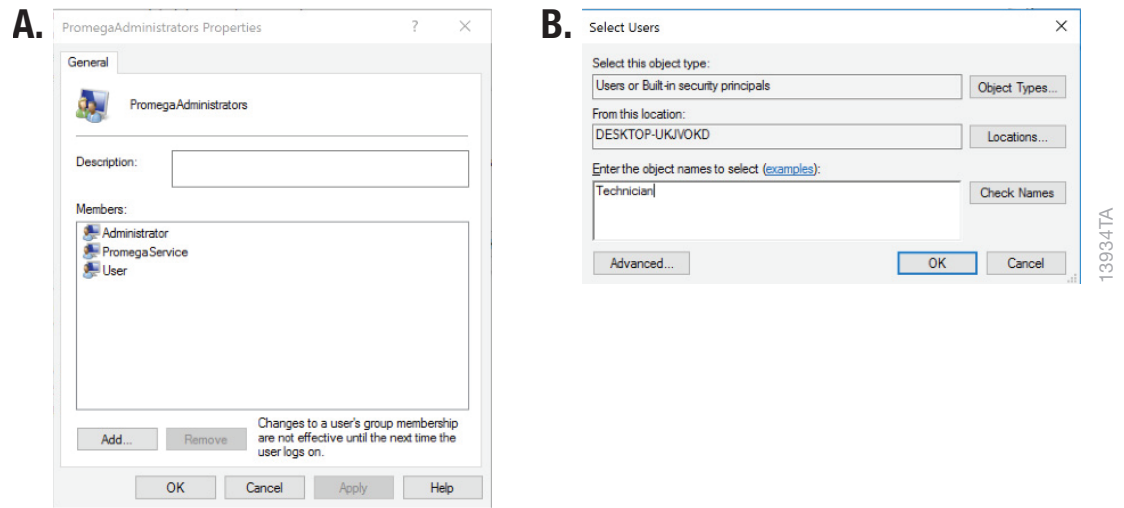 A.
PromegaAdministrators Properties
?
General
PromegaAdministrators
Description:
Members:
Administrator
PromegaService
User
Add...
Remove
Changes to a user's group membership
are not effective until the next time the
user logs on.
OK
Cancel
Apply
Help
B.
Select Users
Select this object type:
Users or Built-in security principals
Object Types...
From this location:
DESKTOP-UKJVOKD
Locations...
Enter the object names to select (examples):
Technician
Check Names
Advanced...
OK
Cancel
13934TA